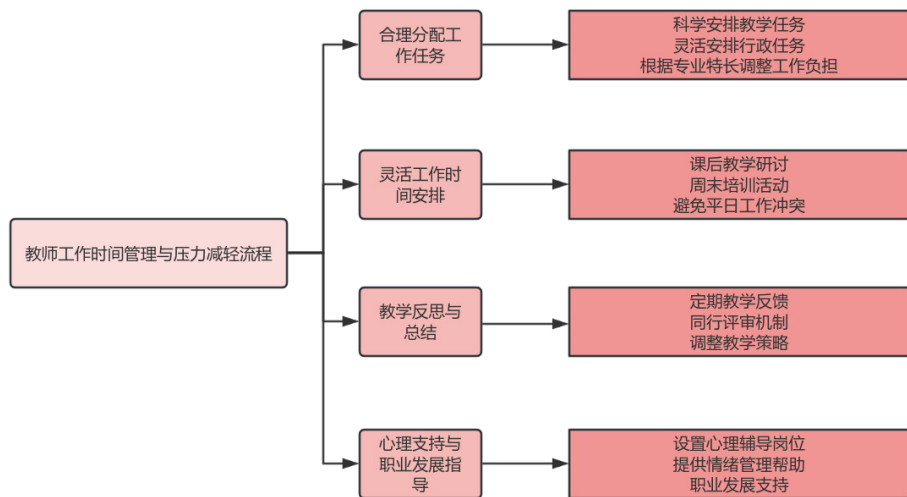 教师工作时间管理与压力减轻流程
合理分配工
作任务
科学安排教学任务
灵活安排行政任务
根据专业特长调整工作负担
灵活工作时
间安排
课后教学研讨
周末培训活动
避免平日工作冲突
教学反思与
总结
定期教学反馈
同行评审机制
调整教学策略
心理支持与
职业发展指
导
设置心理辅导岗位
提供情绪管理帮助
职业发展支持